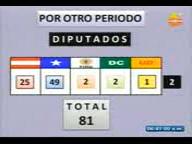 POR OTRO PERIODO
DIPUTADOS
DC
25 49 2 2 1 2
TOTAL
81